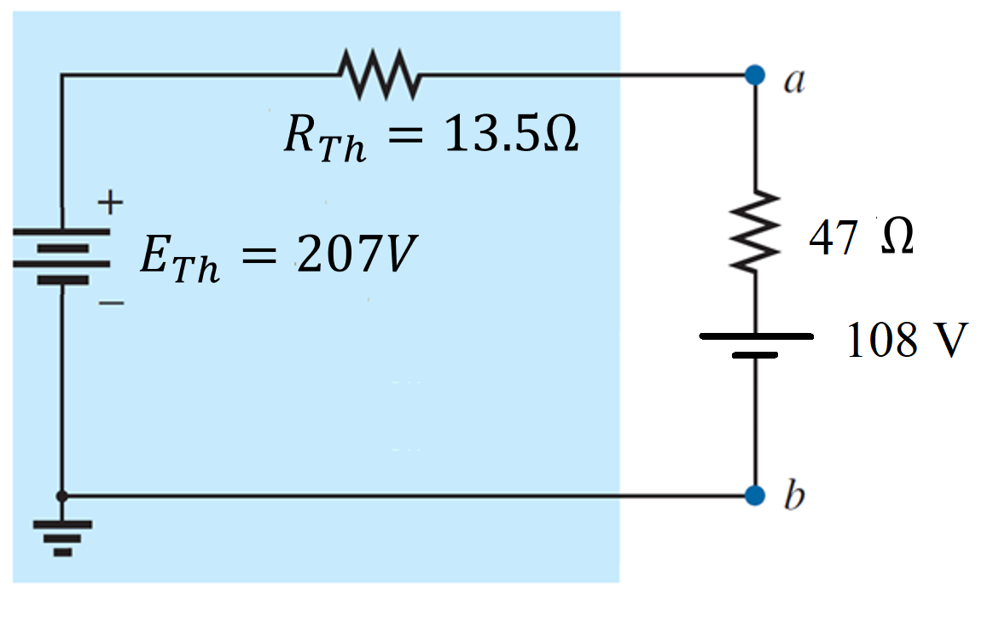 a
R_Th = 13.5Ω
+
E_Th = 207V
47 Ω
−
108 V
b